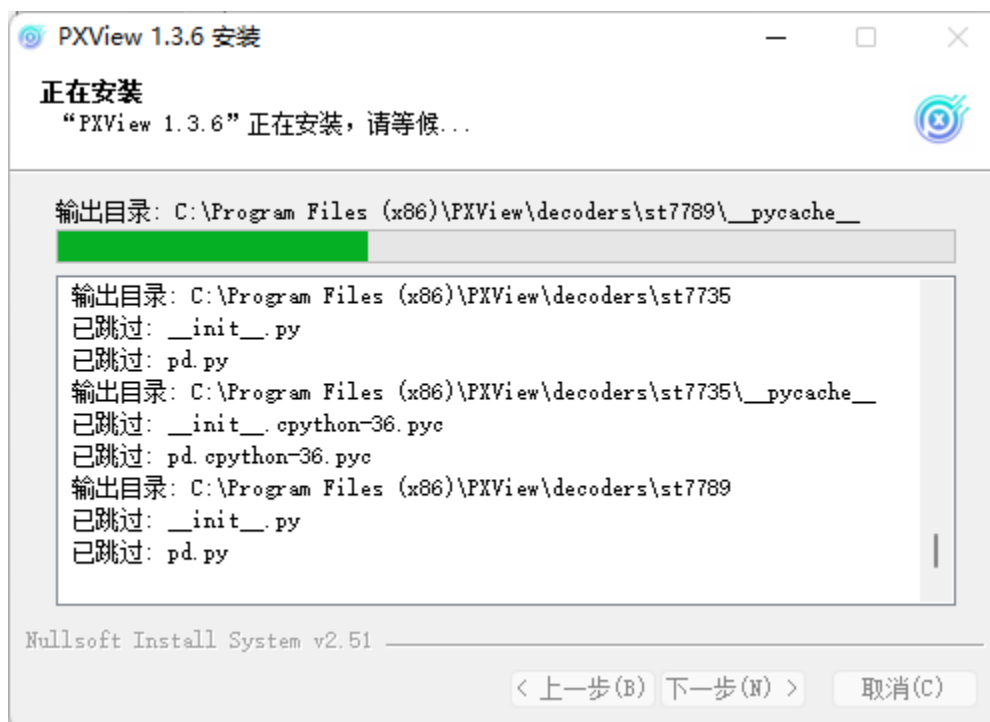 PXView 1.3.6 安装
正在安装
“PXView 1.3.6”正在安装，请等候...
输出目录: C:\Program Files (x86)\PXView\decoders\st7789\__pycache__
输出目录: C:\Program Files (x86)\PXView\decoders\st7735
已跳过: __init__.py
已跳过: pd.py
输出目录: C:\Program Files (x86)\PXView\decoders\st7735\__pycache__
已跳过: __init__.cpython-36.pyc
已跳过: pd.cpython-36.pyc
输出目录: C:\Program Files (x86)\PXView\decoders\st7789
已跳过: __init__.py
已跳过: pd.py
Nullsoft Install System v2.51
< 上一步(B) 下一步(N) > 取消(C)